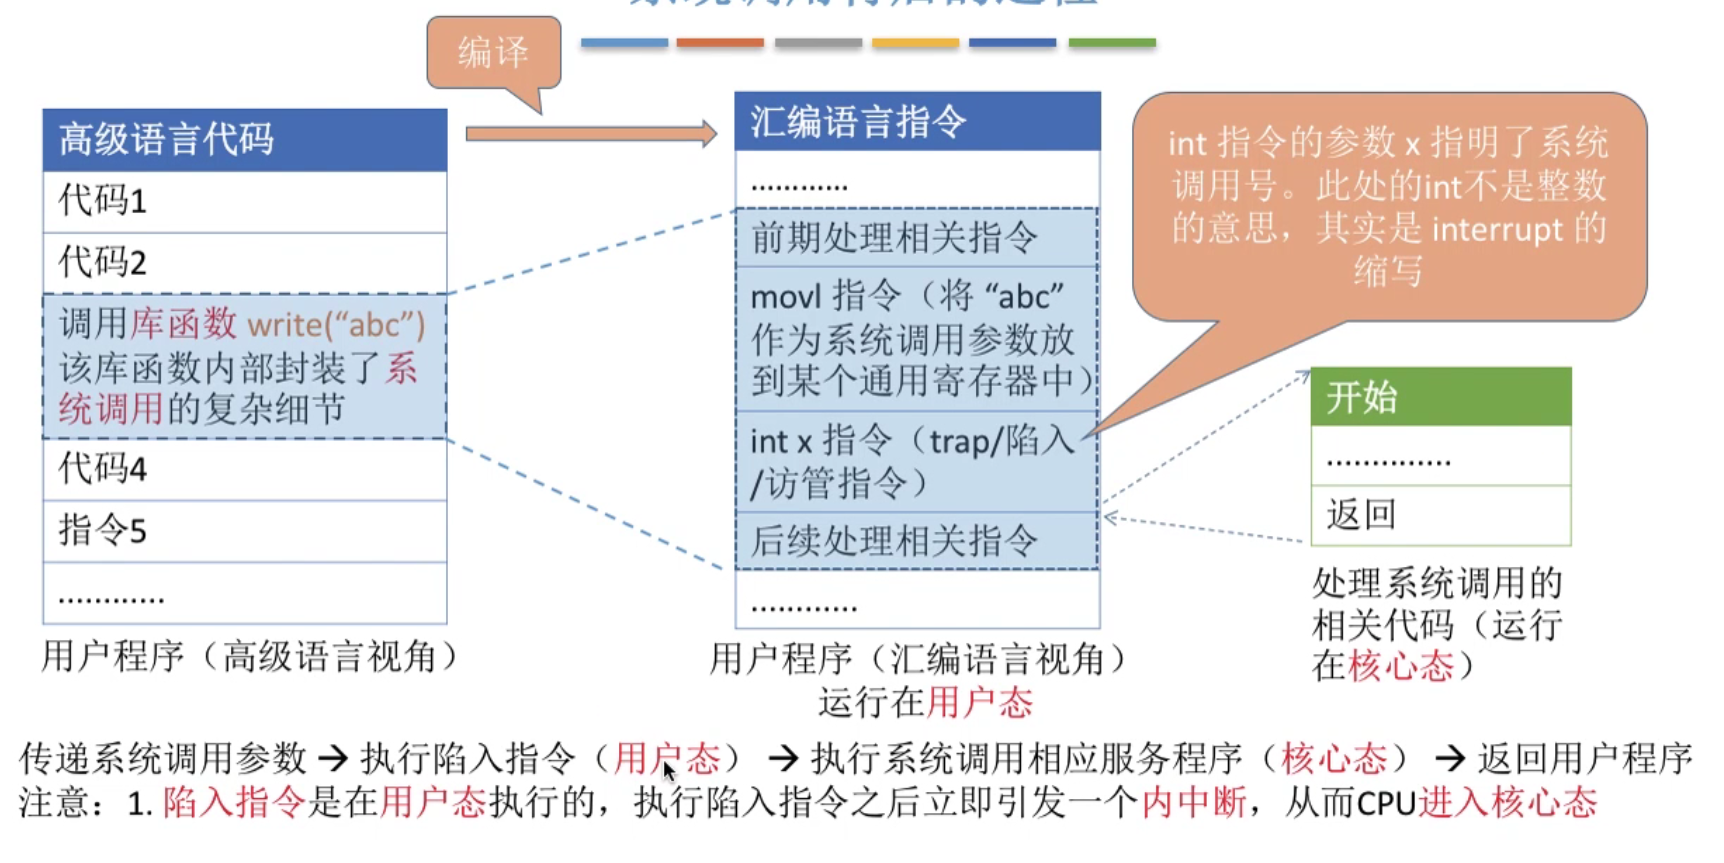 系统调用背后的过程
编译
高级语言代码
代码1
代码2
调用库函数 write(“abc”)
该库函数内部封装了系
统调用的复杂细节
代码4
指令5
…………
用户程序（高级语言视角）
汇编语言指令
…………
前期处理相关指令
movl 指令（将 “abc”
作为系统调用参数放
到某个通用寄存器中）
int x 指令（trap/陷入
/访管指令）
后续处理相关指令
…………
用户程序（汇编语言视角）
运行在用户态
int 指令的参数 x 指明了系统
调用号。此处的int不是整数
的意思，其实是 interrupt 的
缩写
开始
…………..
返回
处理系统调用的
相关代码（运行
在核心态）
传递系统调用参数 → 执行陷入指令（用户态） → 执行系统调用相应服务程序（核心态） → 返回用户程序
注意：1. 陷入指令是在用户态执行的，执行陷入指令之后立即引发一个内中断，从而CPU进入核心态